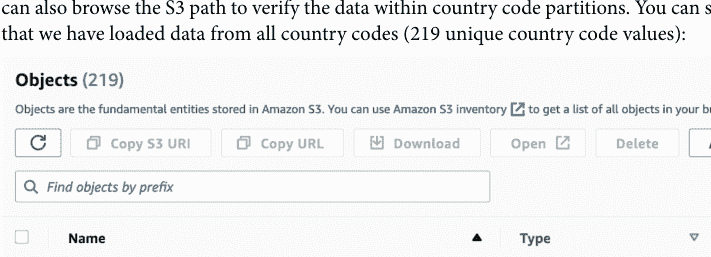 can also browse the S3 path to verify the data within country code partitions. You can s
that we have loaded data from all country codes (219 unique country code values):
Objects (219)
Objects are the fundamental entities stored in Amazon S3. You can use Amazon S3 inventory to get a list of all objects in your b
Copy S3 URI Copy URL Download Open Delete
Find objects by prefix
Name Type